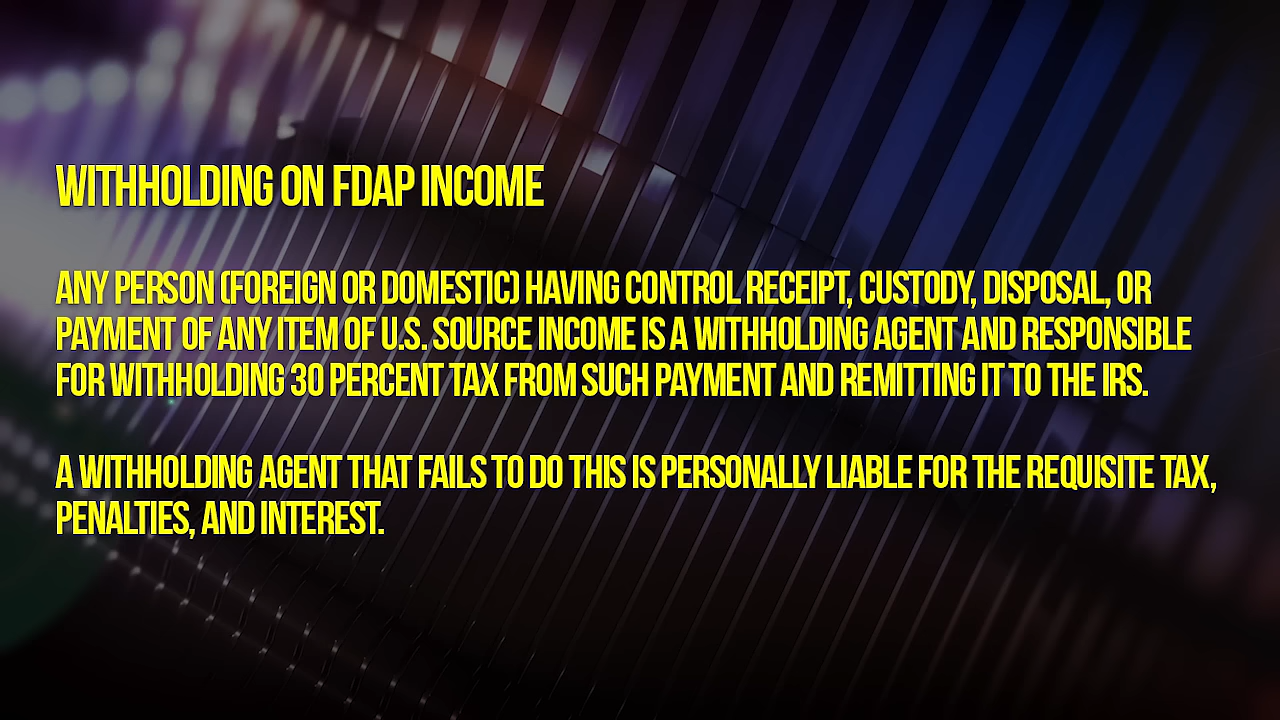 WITHHOLDING ON FDAP INCOME
ANY PERSON (FOREIGN OR DOMESTIC) HAVING CONTROL RECEIPT, CUSTODY, DISPOSAL, OR
PAYMENT OF ANY ITEM OF U.S. SOURCE INCOME IS A WITHHOLDING AGENT AND RESPONSIBLE
FOR WITHHOLDING 30 PERCENT TAX FROM SUCH PAYMENT AND REMITTING IT TO THE IRS.
A WITHHOLDING AGENT THAT FAILS TO DO THIS IS PERSONALLY LIABLE FOR THE REQUISITE TAX,
PENALTIES, AND INTEREST.